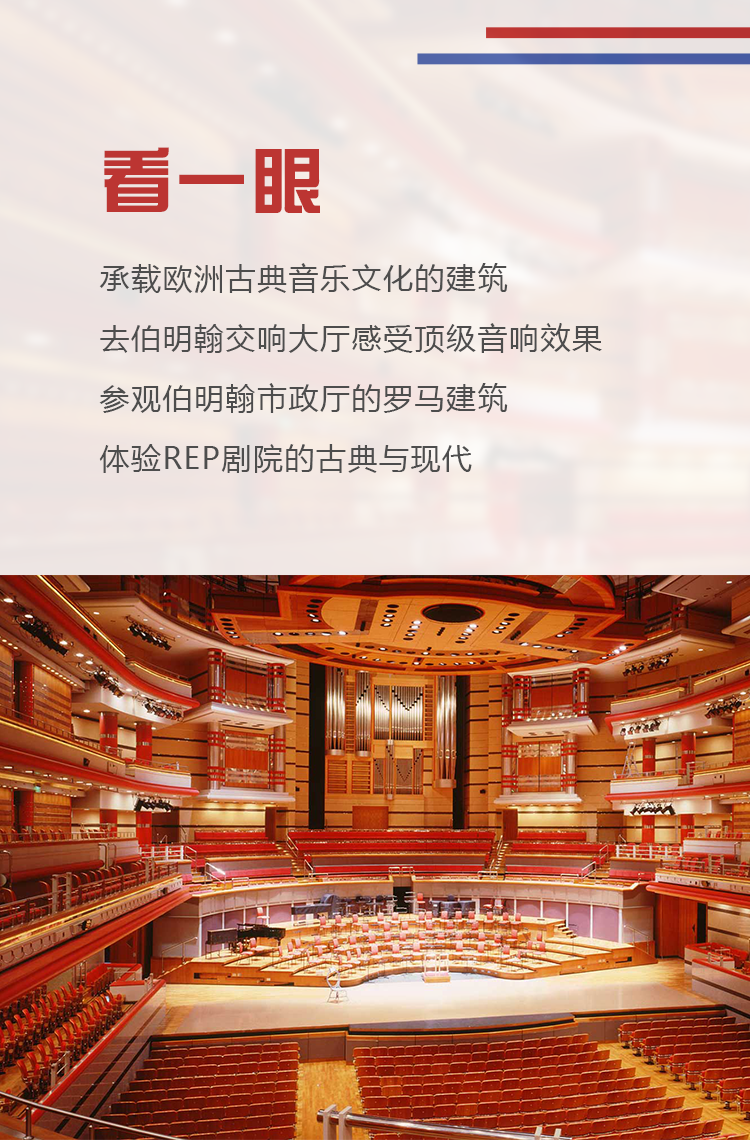 看一眼
承载欧洲古典音乐文化的建筑
去伯明翰交响大厅感受顶级音响效果
参观伯明翰市政厅的罗马建筑
体验REP剧院的古典与现代